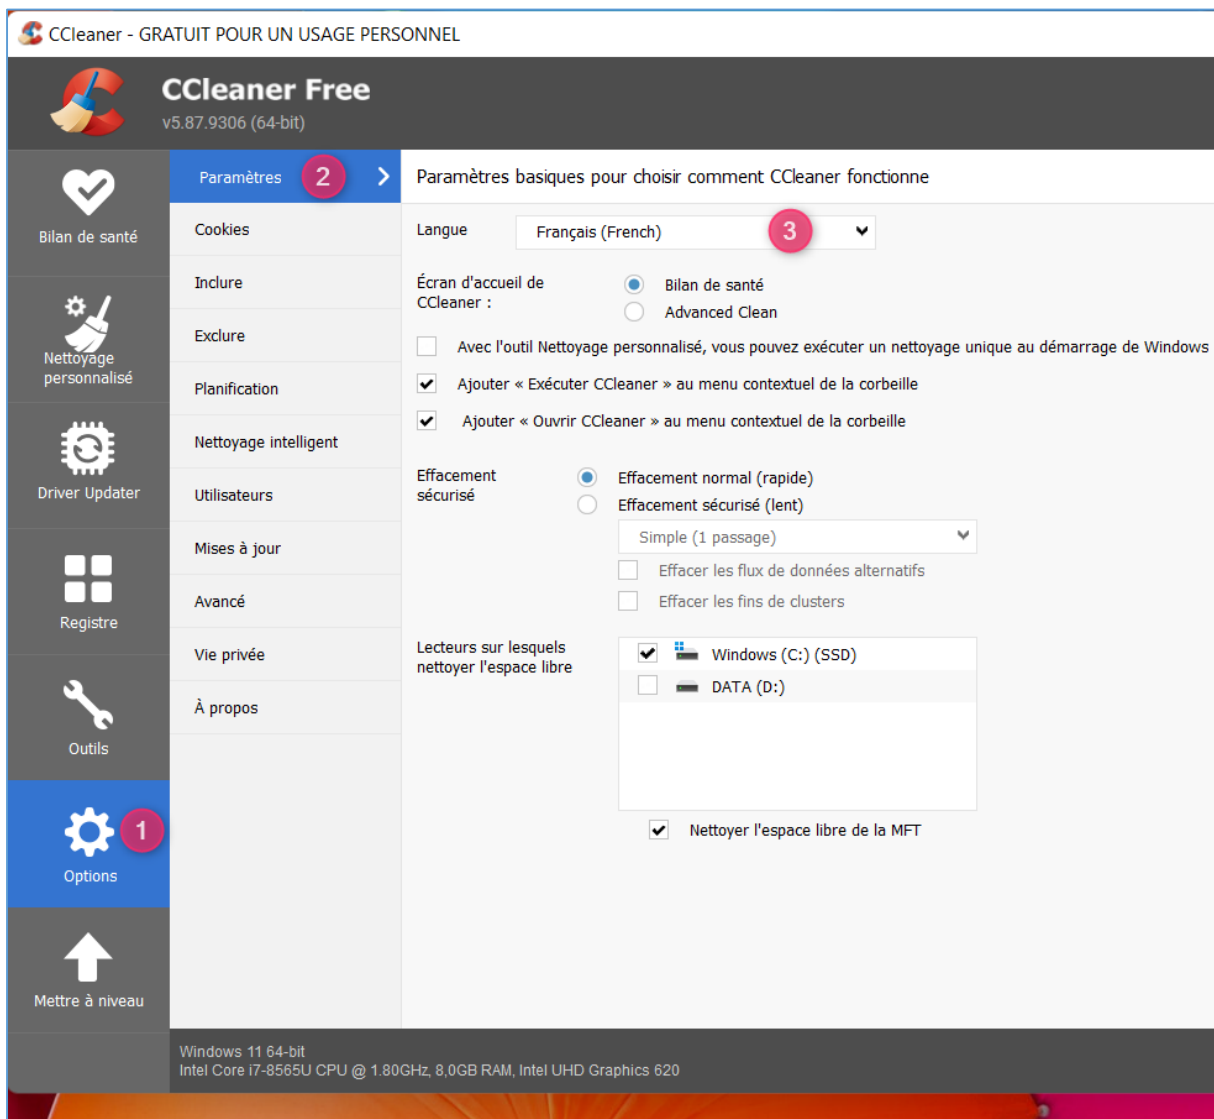 CCleaner - GRATUIT POUR UN USAGE PERSONNEL
CCleaner Free
v5.87.9306 (64-bit)
Bilan de santé
Nettoyage
personnalisé
Driver Updater
Registre
Outils
Options
1
Mettre à niveau
Paramètres
2
Cookies
Inclure
Exclure
Planification
Nettoyage intelligent
Utilisateurs
Mises à jour
Avancé
Vie privée
À propos
Paramètres basiques pour choisir comment CCleaner fonctionne
Langue
Français (French)
3
Écran d'accueil de
CCleaner :
Bilan de santé
Advanced Clean
Avec l'outil Nettoyage personnalisé, vous pouvez exécuter un nettoyage unique au démarrage de Windows
Ajouter « Exécuter CCleaner » au menu contextuel de la corbeille
Ajouter « Ouvrir CCleaner » au menu contextuel de la corbeille
Effacement
sécurisé
Effacement normal (rapide)
Effacement sécurisé (lent)
Simple (1 passage)
Effacer les flux de données alternatifs
Effacer les fins de clusters
Lecteurs sur lesquels
nettoyer l'espace libre
Windows (C:) (SSD)
DATA (D:)
Nettoyer l'espace libre de la MFT
Windows 11 64-bit
Intel Core i7-8565U CPU @ 1.80GHz, 8,0GB RAM, Intel UHD Graphics 620